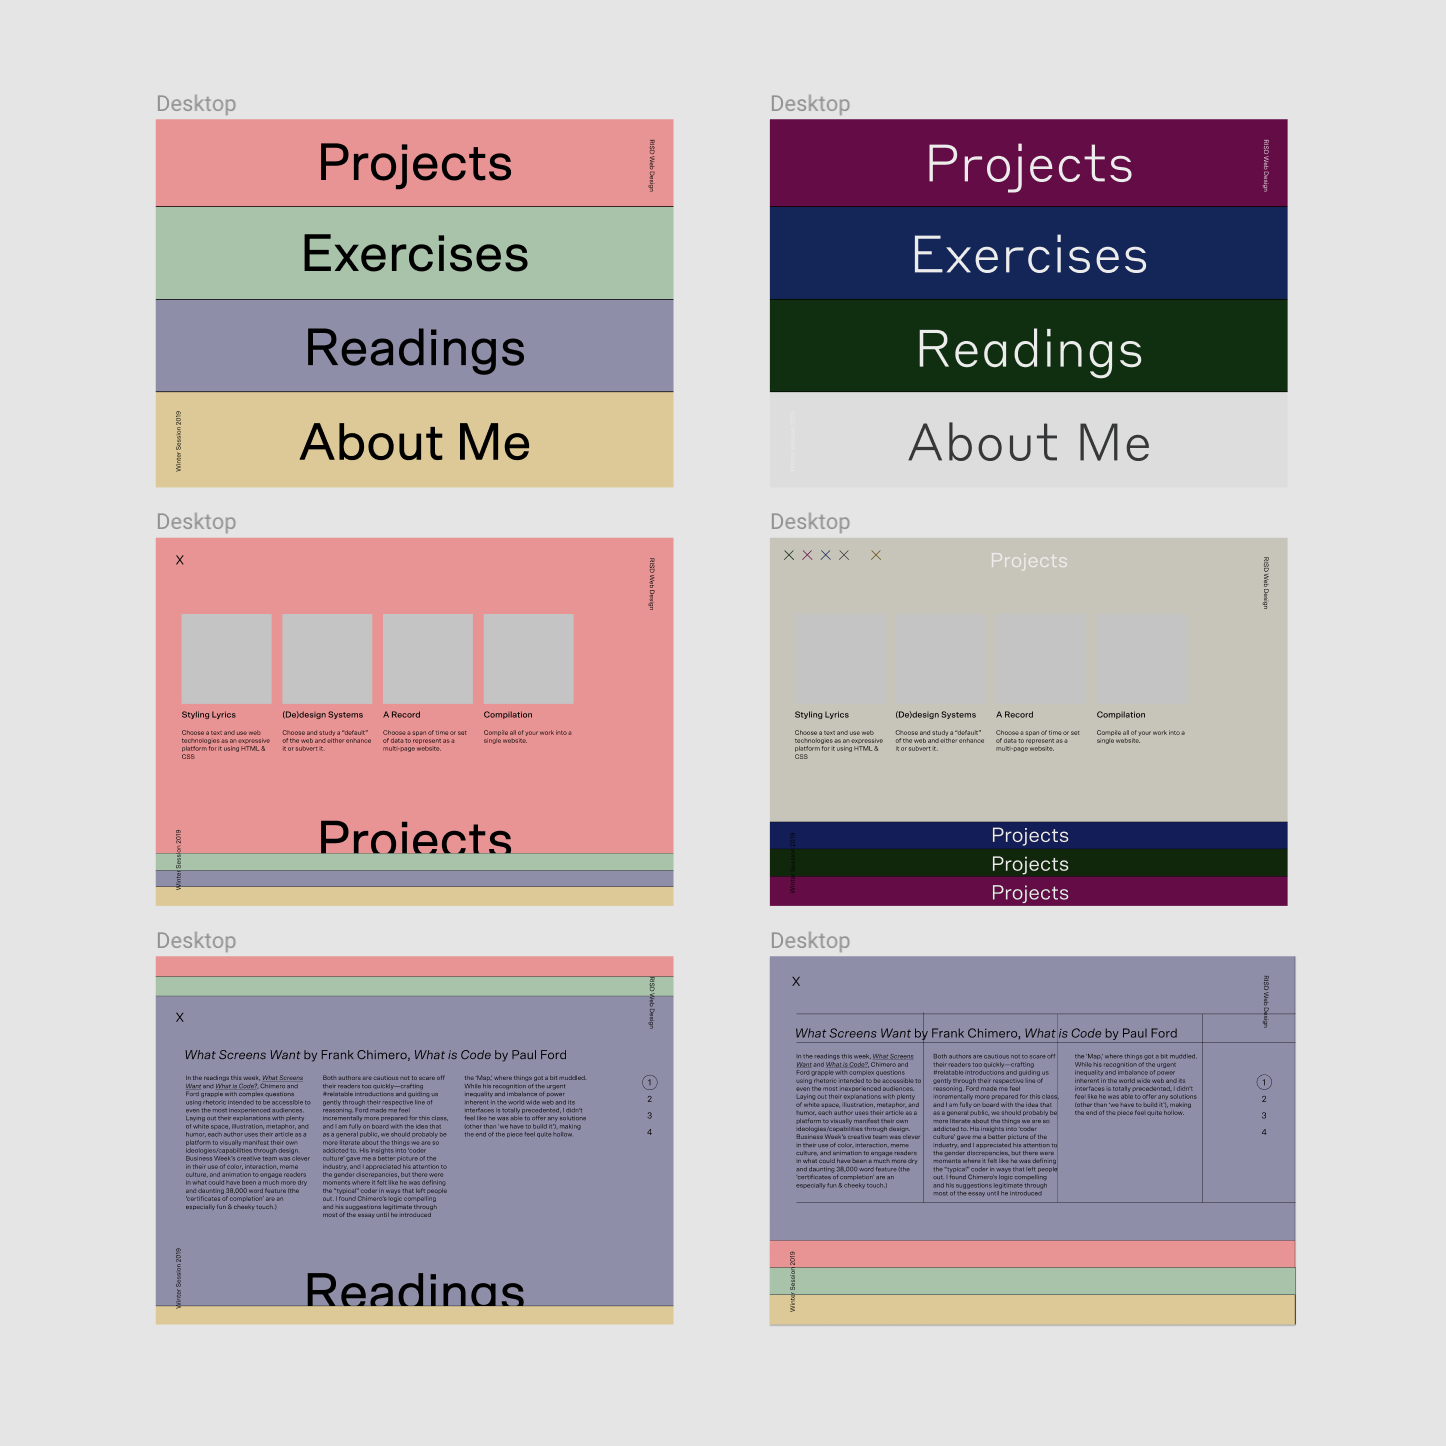 Desktop
Projects
RISD Web Design
Exercises
Readings
About Me
Winter Session 2019
Desktop
Projects
RISD Web Design
Exercises
Readings
About Me
Winter Session 2019
Desktop
X
RISD Web Design
Styling Lyrics
Choose a text and use web
technologies as an expressive
platform for it using HTML &
CSS
(De)design Systems
Choose and study a "default"
of the web and either enhance
it or subvert it.
A Record
Choose a span of time or set
of data to represent as a
multi-page website.
Compilation
Compile all of your work into a
single website.
Projects
Winter Session 2019
Desktop
Projects
RISD Web Design
Styling Lyrics
Choose a text and use web
technologies as an expressive
platform for it using HTML &
CSS
(De)design Systems
Choose and study a "default"
of the web and either enhance
it or subvert it.
A Record
Choose a span of time or set
of data to represent as a
multi-page website.
Compilation
Compile all of your work into a
single website.
Projects
Projects
Projects
Winter Session 2019
Desktop
RISD Web Design
X
What Screens Want by Frank Chimero, What is Code by Paul Ford
In the readings this week, What Screens
Want and What is Code?, Chimero and
Ford grapple with complex questions
using rhetoric intended to be accessible to
even the most inexperienced audiences.
Laying out their explanations with plenty
of white space, illustration, metaphor, and
humor, each author uses their article as a
platform to visually manifest their own
ideologies/capabilities through design.
Business Week's creative team was clever
in their use of color, interaction, meme
culture, and animation to engage readers
in what could have been a much more dry
and daunting 38,000 word feature (the
'certificates of completion' are an
especially fun & cheeky touch.)
Both authors are cautious not to scare off
their readers too quickly—crafting
#relatable introductions and guiding us
gently through their respective line of
reasoning. Ford made me feel
incrementally more prepared for this class,
and I am fully on board with the idea that
as a general public, we should probably be
more literate about the things we are so
addicted to. His insights into 'coder
culture' gave me a better picture of the
industry, and I appreciated his attention to
the gender discrepancies, but there were
moments where it felt like he was defining
the "typical" coder in ways that left people
out. I found Chimero's logic compelling
and his suggestions legitimate through
most of the essay until he introduced
the 'Map,' where things got a bit muddled.
While his recognition of the urgent
inequality and imbalance of power
inherent in the world wide web and its
interfaces is totally precedented, I didn't
feel like he was able to offer any solutions
(other than 'we have to build it'), making
the end of the piece feel quite hollow.
1
2
3
4
Readings
Winter Session 2019
Desktop
X
RISD Web Design
What Screens Want by Frank Chimero, What is Code by Paul Ford
In the readings this week, What Screens
Want and What is Code?, Chimero and
Ford grapple with complex questions
using rhetoric intended to be accessible to
even the most inexperienced audiences.
Laying out their explanations with plenty
of white space, illustration, metaphor, and
humor, each author uses their article as a
platform to visually manifest their own
ideologies/capabilities through design.
Business Week's creative team was clever
in their use of color, interaction, meme
culture, and animation to engage readers
in what could have been a much more dry
and daunting 38,000 word feature (the
'certificates of completion' are an
especially fun & cheeky touch.)
Both authors are cautious not to scare off
their readers too quickly—crafting
#relatable introductions and guiding us
gently through their respective line of
reasoning. Ford made me feel
incrementally more prepared for this class,
and I am fully on board with the idea that
as a general public, we should probably be
more literate about the things we are so
addicted to. His insights into 'coder
culture' gave me a better picture of the
industry, and I appreciated his attention to
the gender discrepancies, but there were
moments where it felt like he was defining
the "typical" coder in ways that left people
out. I found Chimero's logic compelling
and his suggestions legitimate through
most of the essay until he introduced
the 'Map,' where things got a bit muddled.
While his recognition of the urgent
inequality and imbalance of power
inherent in the world wide web and its
interfaces is totally precedented, I didn't
feel like he was able to offer any solutions
(other than 'we have to build it'), making
the end of the piece feel quite hollow.
1
2
3
4
Winter Session 2019